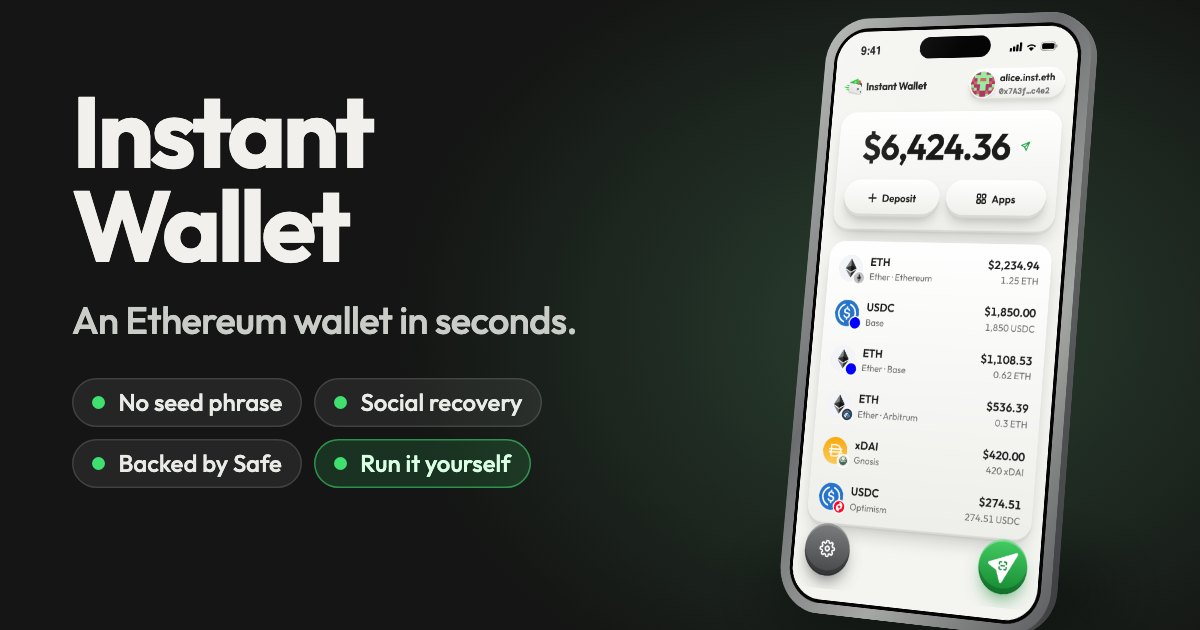 Instant
Wallet
An Ethereum wallet in seconds.
No seed phrase
Social recovery
Backed by Safe
Run it yourself
9:41
Instant Wallet
alice.inst.eth
0x7A3f…c4e2
$6,424.36
+ Deposit
Apps
ETH
$2,234.94
Ether · Ethereum
1.25 ETH
USDC
$1,850.00
Base
1,850 USDC
ETH
$1,108.53
Ether · Base
0.62 ETH
ETH
$536.39
Ether · Arbitrum
0.3 ETH
xDAI
$420.00
Gnosis
420 xDAI
USDC
$274.51
Optimism
274.51 USDC